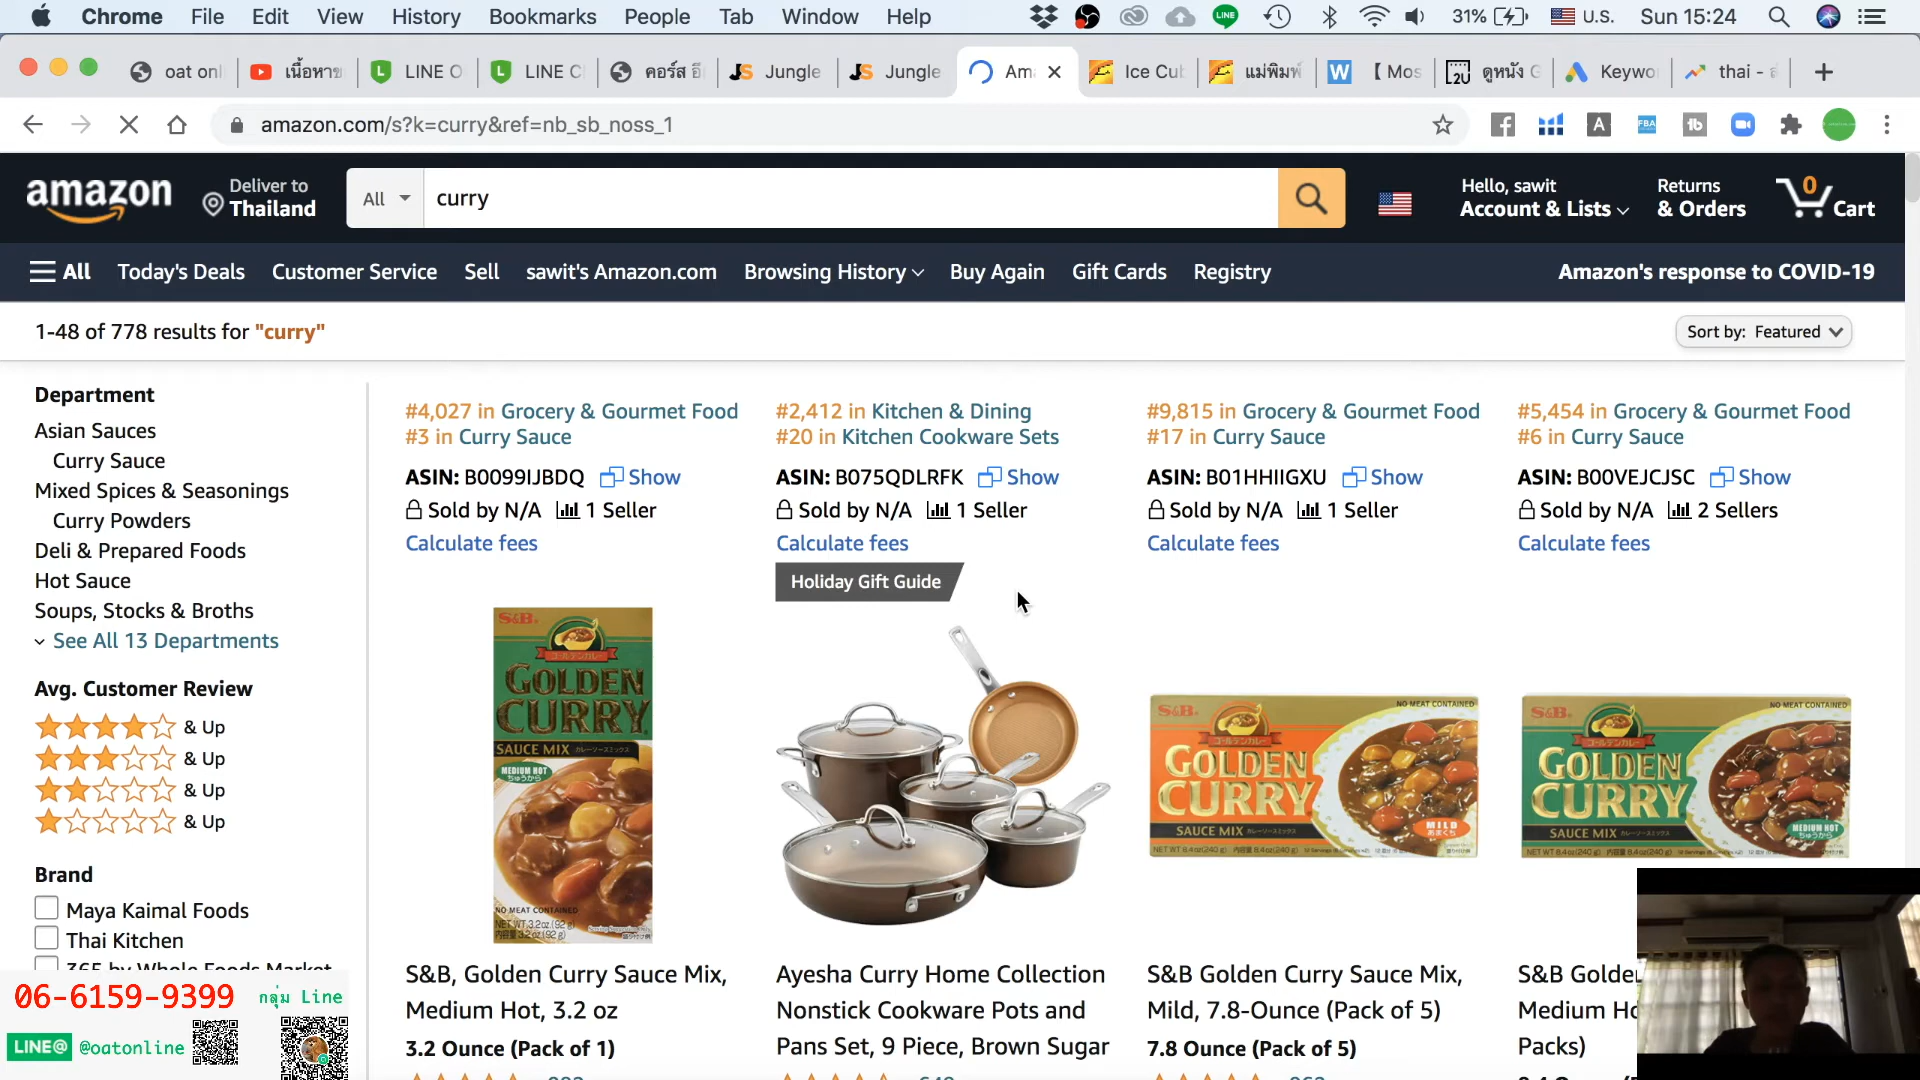 Chrome File Edit View History Bookmarks People Tab Window Help
LINE
31%
U.S.
Sun 15:24
oat onl
เนื้อหาข
LINE O
LINE C
คอร์ส อี
JS Jungle
JS Jungle
Am
Ice Cub
แม่พิมพ์
W 【Mos
2U ดูหนัง
Keywo
thai -
amazon.com/s?k=curry&ref=nb_sb_noss_1
A
FBA
tb
amazon
Deliver to
Thailand
All
curry
Hello, sawit
Account & Lists
Returns
& Orders
0
Cart
All
Today's Deals
Customer Service
Sell
sawit's Amazon.com
Browsing History
Buy Again
Gift Cards
Registry
Amazon's response to COVID-19
1-48 of 778 results for "curry"
Sort by: Featured
Department
Asian Sauces
Curry Sauce
Mixed Spices & Seasonings
Curry Powders
Deli & Prepared Foods
Hot Sauce
Soups, Stocks & Broths
See All 13 Departments
Avg. Customer Review
& Up
& Up
& Up
& Up
Brand
Maya Kaimal Foods
Thai Kitchen
365 by Whole Foods Market
#4,027 in Grocery & Gourmet Food
#3 in Curry Sauce
ASIN: B0099IJBDQ Show
Sold by N/A 1 Seller
Calculate fees
S&B
GOLDEN
CURRY
SAUCE MIX
MEDIUM HOT
NO MEAT CONTAINED
NET WT 3.2oz (92 g)
S&B, Golden Curry Sauce Mix,
Medium Hot, 3.2 oz
3.2 Ounce (Pack of 1)
#2,412 in Kitchen & Dining
#20 in Kitchen Cookware Sets
ASIN: B075QDLRFK Show
Sold by N/A 1 Seller
Calculate fees
Holiday Gift Guide
Ayesha Curry Home Collection
Nonstick Cookware Pots and
Pans Set, 9 Piece, Brown Sugar
#9,815 in Grocery & Gourmet Food
#17 in Curry Sauce
ASIN: B01HHIIGXU Show
Sold by N/A 1 Seller
Calculate fees
S&B
NO MEAT CONTAINED
GOLDEN
CURRY
SAUCE MIX
MILD
NET WT 8.4oz (240 g)
S&B Golden Curry Sauce Mix,
Mild, 7.8-Ounce (Pack of 5)
7.8 Ounce (Pack of 5)
#5,454 in Grocery & Gourmet Food
#6 in Curry Sauce
ASIN: B00VEJCJSC Show
Sold by N/A 2 Sellers
Calculate fees
S&B
NO MEAT CONTAINED
GOLDEN
CURRY
SAUCE MIX
MEDIUM HOT
NET WT 8.4oz (240 g)
S&B Golde
Medium Ho
Packs)
06-6159-9399 กลุ่ม Line
LINE@ @oatonline